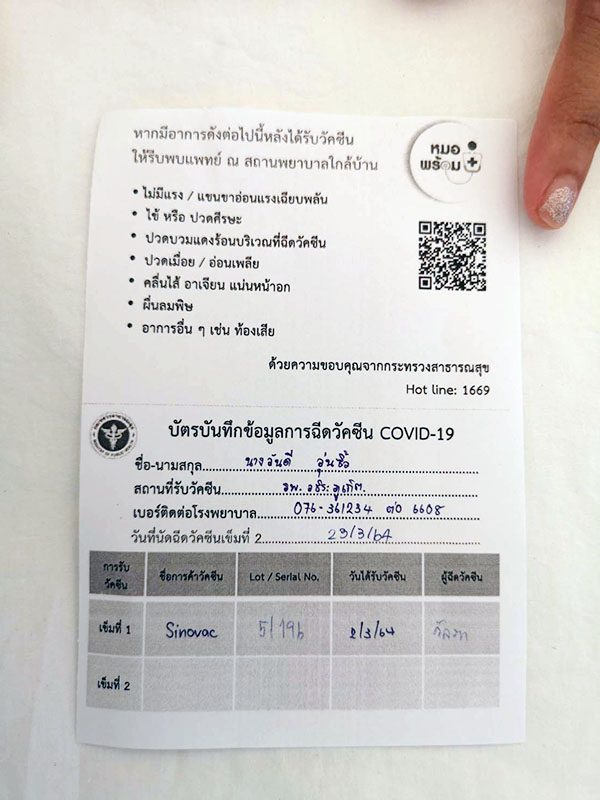 หากมีอาการดังต่อไปนี้หลังได้รับวัคซีน
ให้รีบพบแพทย์ ณ สถานพยาบาลใกล้บ้าน
หมอ
พร้อม
• ไม่มีแรง / แขนขาอ่อนแรงเฉียบพลัน
• ไข้ หรือ ปวดศีรษะ
• ปวดบวมแดงร้อนบริเวณที่ฉีดวัคซีน
• ปวดเมื่อย / อ่อนเพลีย
• คลื่นไส้ อาเจียน แน่นหน้าอก
• ผื่นลมพิษ
• อาการอื่น ๆ เช่น ท้องเสีย
ด้วยความขอบคุณจากกระทรวงสาธารณสุข
Hot line: 1669
บัตรบันทึกข้อมูลการฉีดวัคซีน COVID-19
ชื่อ-นามสกุล
สถานที่รับวัคซีน รพ. วชิระภูเก็ต
เบอร์ติดต่อโรงพยาบาล 076-361234 ต่อ 6608
วันที่นัดฉีดวัคซีนเข็มที่ 2 23/3/64
การรับวัคซีน ชื่อการค้าวัคซีน Lot / Serial No. วันได้รับวัคซีน ผู้ฉีดวัคซีน
เข็มที่ 1 Sinovac 2/3/64
เข็มที่ 2